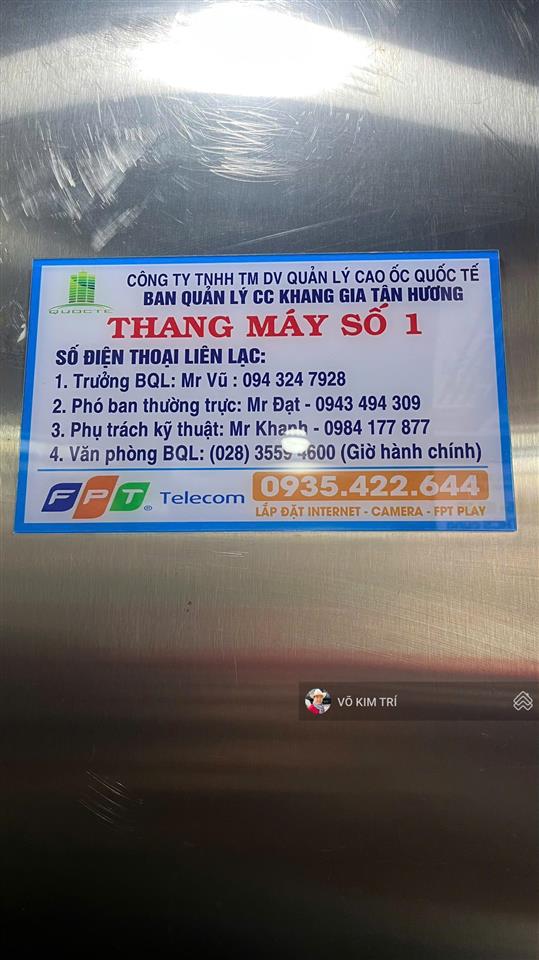 CÔNG TY TNHH TM DV QUẢN LÝ CAO ỐC QUỐC TẾ
QUOCTE
BAN QUẢN LÝ CC KHANG GIA TÂN HƯƠNG
THANG MÁY SỐ 1
SỐ ĐIỆN THOẠI LIÊN LẠC:
1. Trưởng BQL: Mr Vũ : 094 324 7928
2. Phó ban thường trực: Mr Đạt - 0943 494 309
3. Phụ trách kỹ thuật: Mr Khanh - 0984 177 877
4. Văn phòng BQL: (028) 3559 4600 (Giờ hành chính)
FPT® Telecom 0935.422.644
LẮP ĐẶT INTERNET - CAMERA - FPT PLAY
VÕ KIM TRÍ